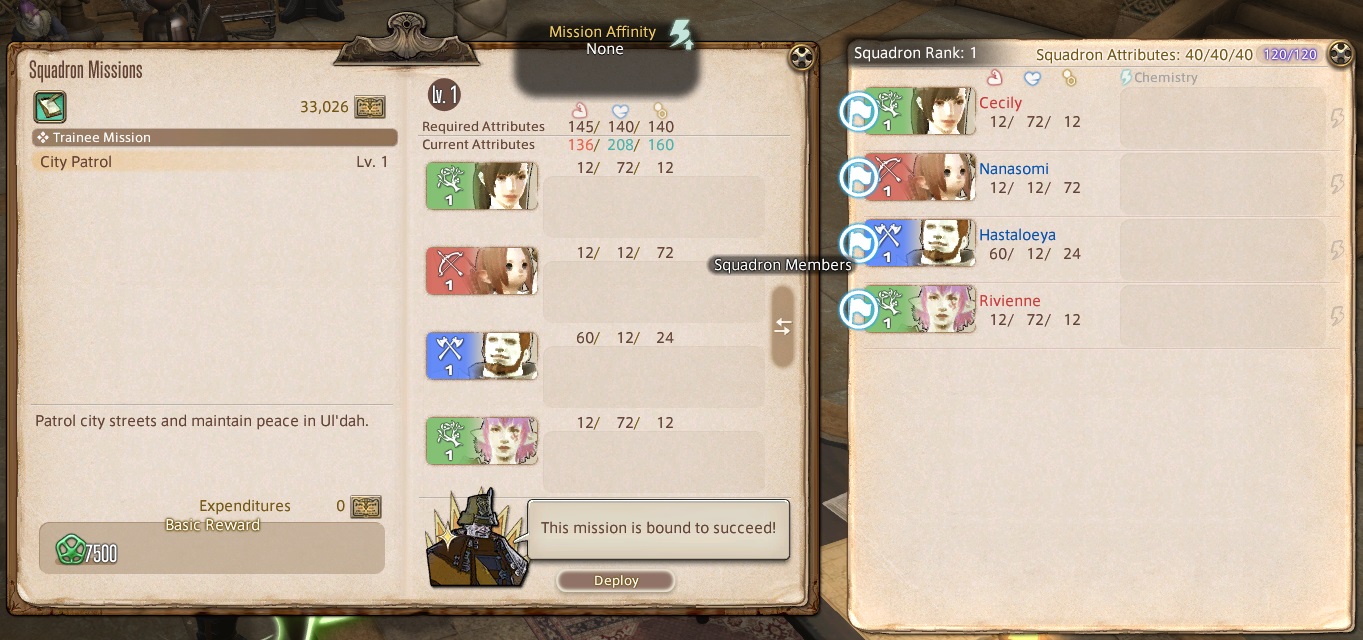 Squadron Missions
33,026
Trainee Mission
City Patrol Lv. 1
Patrol city streets and maintain peace in Ul'dah.
Expenditures 0
Basic Reward
7500
Mission Affinity
None
Lv. 1
Required Attributes 145/ 140/ 140
Current Attributes 136/ 208/ 160
1 12/ 72/ 12
1 12/ 12/ 72
1 60/ 12/ 24
1 12/ 72/ 12
This mission is bound to succeed!
Deploy
Squadron Members
Squadron Rank: 1 Squadron Attributes: 40/40/40 120/120
Chemistry
Cecily
1 12/ 72/ 12
Nanasomi
1 12/ 12/ 72
Hastaloeya
1 60/ 12/ 24
Rivienne
1 12/ 72/ 12